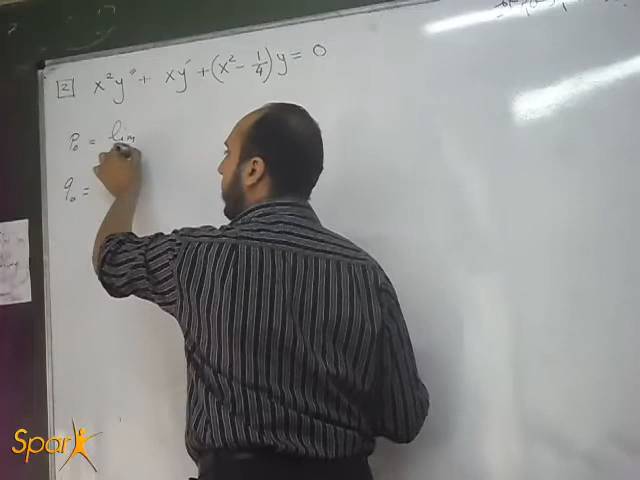 [2] x²y'' + xy' + (x² - 1/4)y = 0
p₀ = lim
q₀ =
Spark